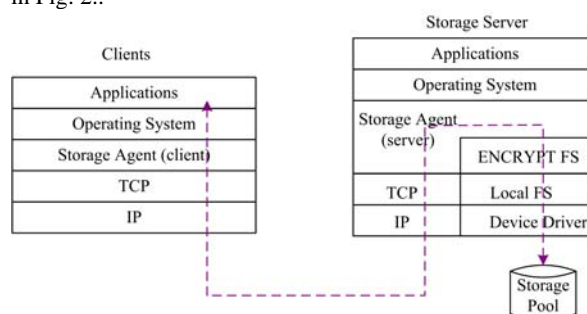 in Fig. 2..
Storage Server
Clients
Applications
Operating System
Storage Agent (client)
TCP
IP
Applications
Operating System
Storage Agent
(server)
ENCRYPT FS
TCP
Local FS
IP
Device Driver
Storage
Pool